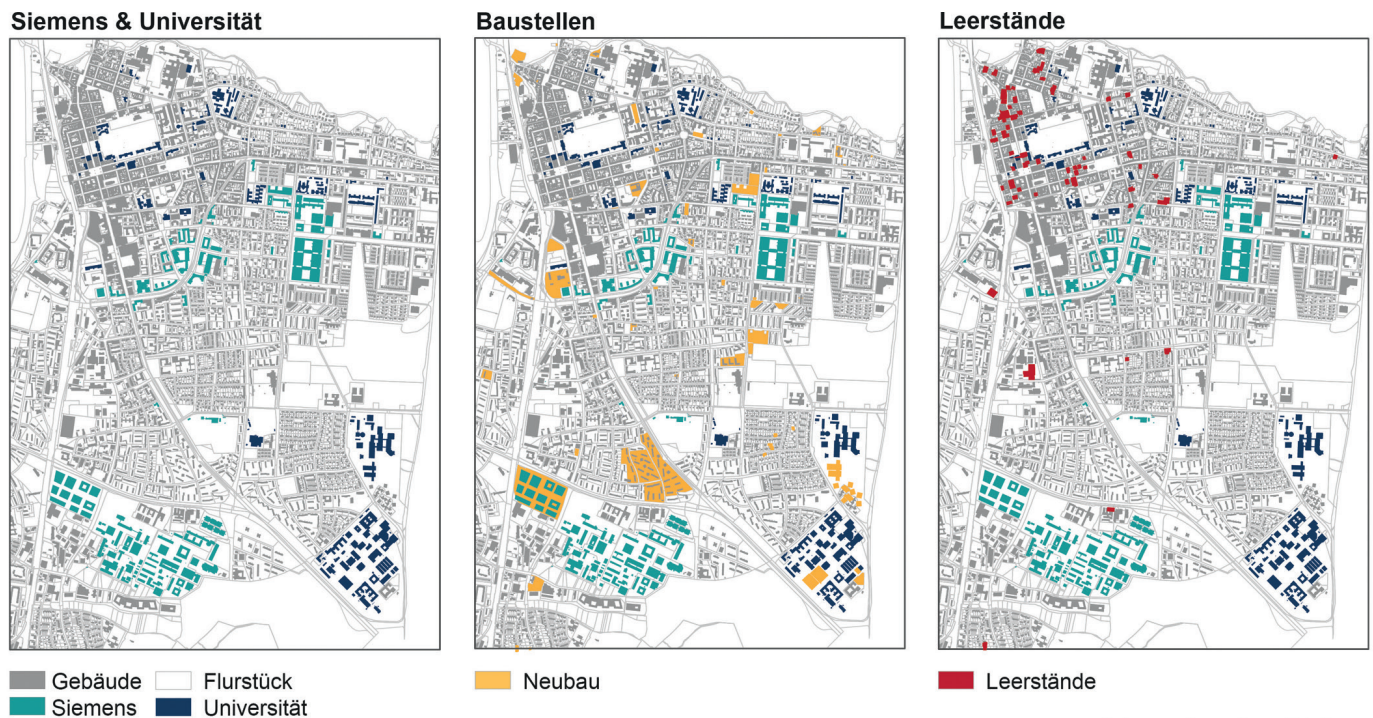 Siemens & Universität
Baustellen
Leerstände
Gebäude
Flurstück
Siemens
Universität
Neubau
Leerstände